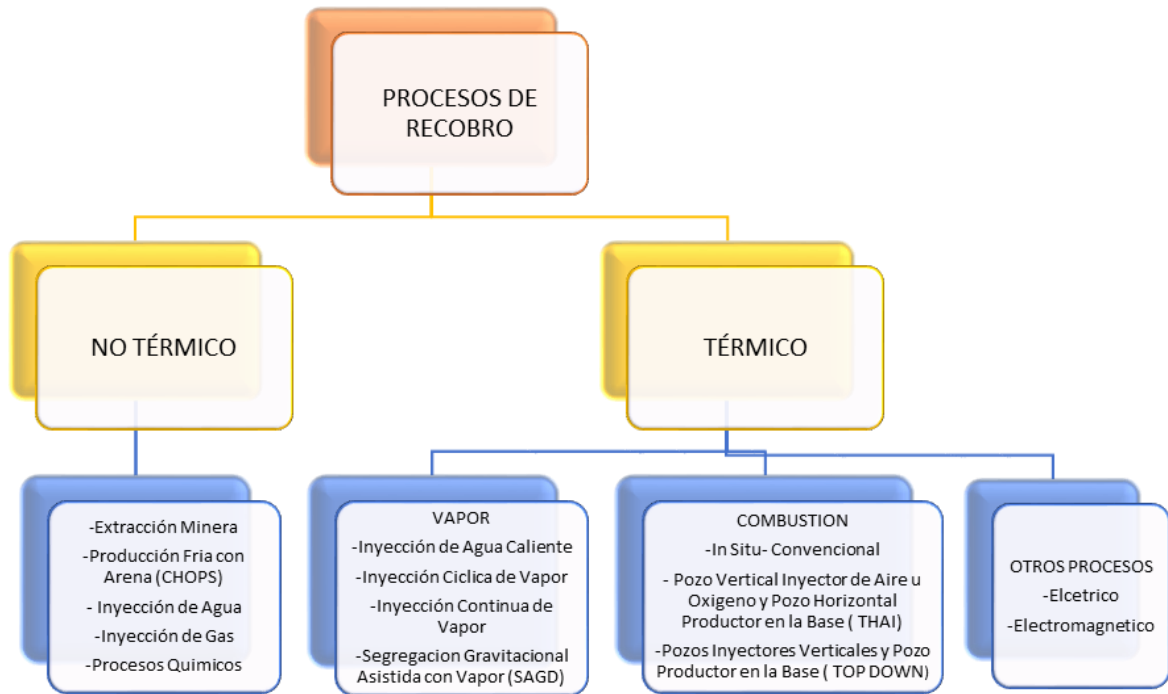 PROCESOS DE
RECOBRO
NO TÉRMICO
TÉRMICO
-Extracción Minera
-Producción Fria con
Arena (CHOPS)
- Inyección de Agua
-Inyección de Gas
-Procesos Quimicos
VAPOR
-Inyección de Agua Caliente
-Inyección Ciclica de Vapor
-Inyección Continua de
Vapor
-Segregacion Gravitacional
Asistida con Vapor (SAGD)
COMBUSTION
-In Situ- Convencional
- Pozo Vertical Inyector de Aire u
Oxigeno y Pozo Horizontal
Productor en la Base ( THAI)
-Pozos Inyectores Verticales y Pozo
Productor en la Base ( TOP DOWN)
OTROS PROCESOS
-Elcetrico
-Electromagnetico